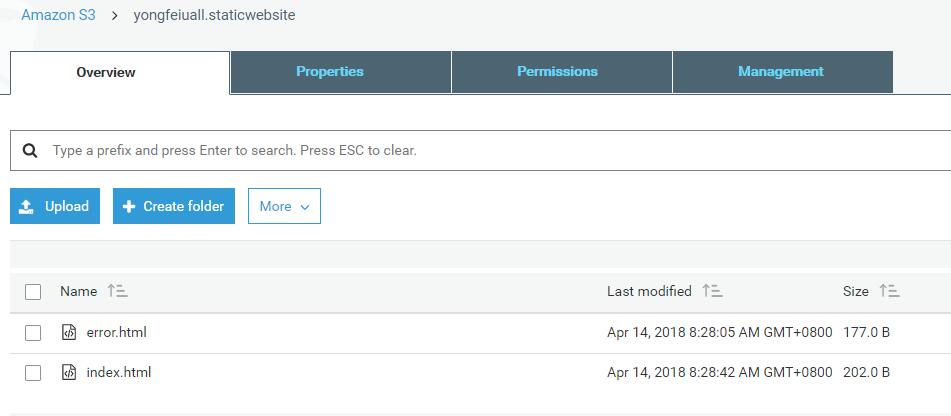 Amazon S3 > yongfeiuall.staticwebsite
Overview Properties Permissions Management
Type a prefix and press Enter to search. Press ESC to clear.
Upload Create folder More
Name Last modified Size
error.html Apr 14, 2018 8:28:05 AM GMT+0800 177.0 B
index.html Apr 14, 2018 8:28:42 AM GMT+0800 202.0 B